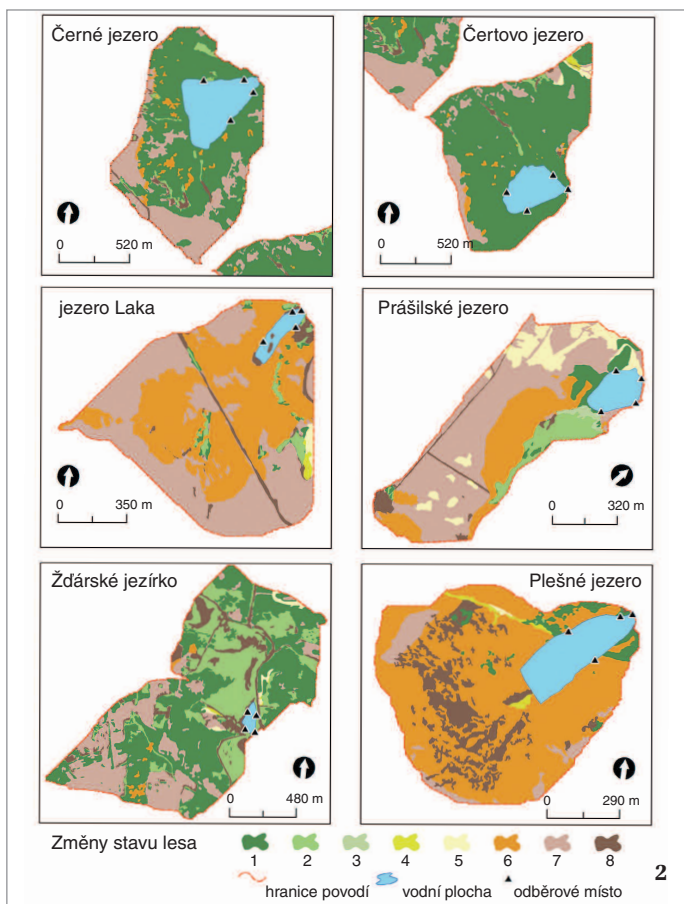 Černé jezero
0 520 m
Čertovo jezero
0 520 m
jezero Laka
0 350 m
Prášilské jezero
0 320 m
Žďárské jezírko
0 480 m
Plešné jezero
0 290 m
Změny stavu lesa
1 2 3 4 5 6 7 8
hranice povodí vodní plocha odběrové místo
2